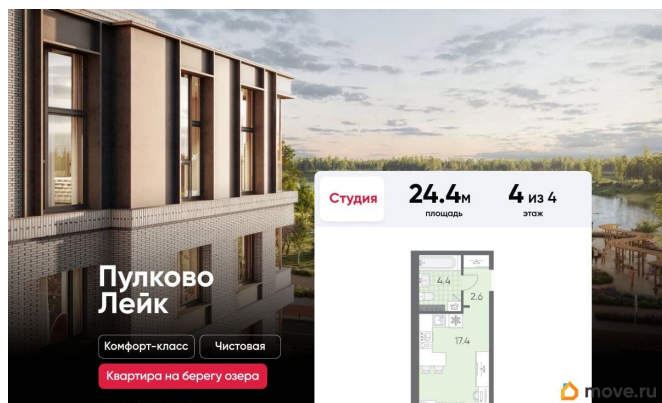 Студия
24.4м
площадь
4 из 4
этаж
Пулково
Лейк
Комфорт-класс
Чистовая
Квартира на берегу озера
4.4
2.6
17.4
move.ru